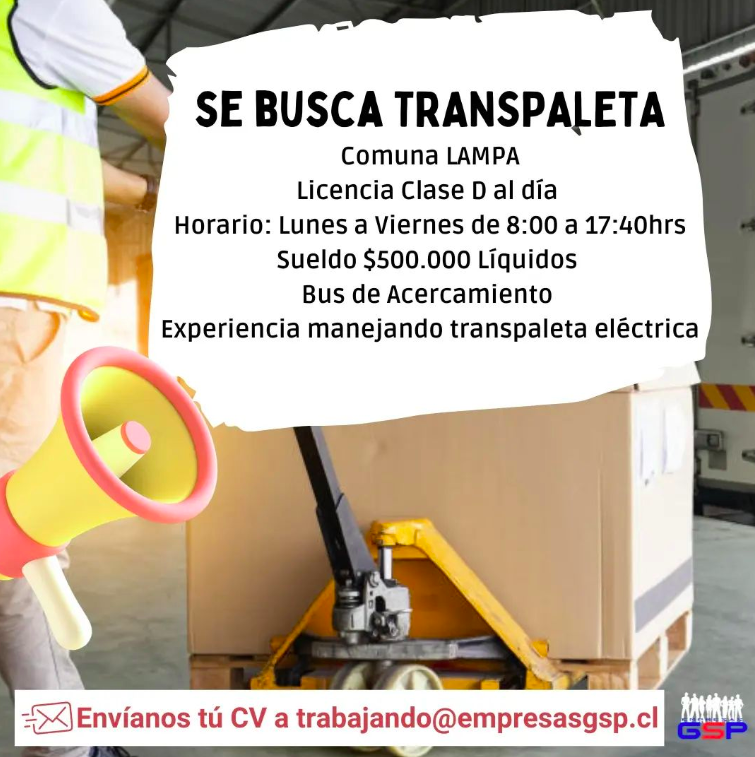 SE BUSCA TRANSPALETA
Comuna LAMPA
Licencia Clase D al día
Horario: Lunes a Viernes de 8:00 a 17:40hrs
Sueldo $500.000 Líquidos
Bus de Acercamiento
Experiencia manejando transpaleta eléctrica
Envíanos tú CV a trabajando@empresasgsp.cl
GSP